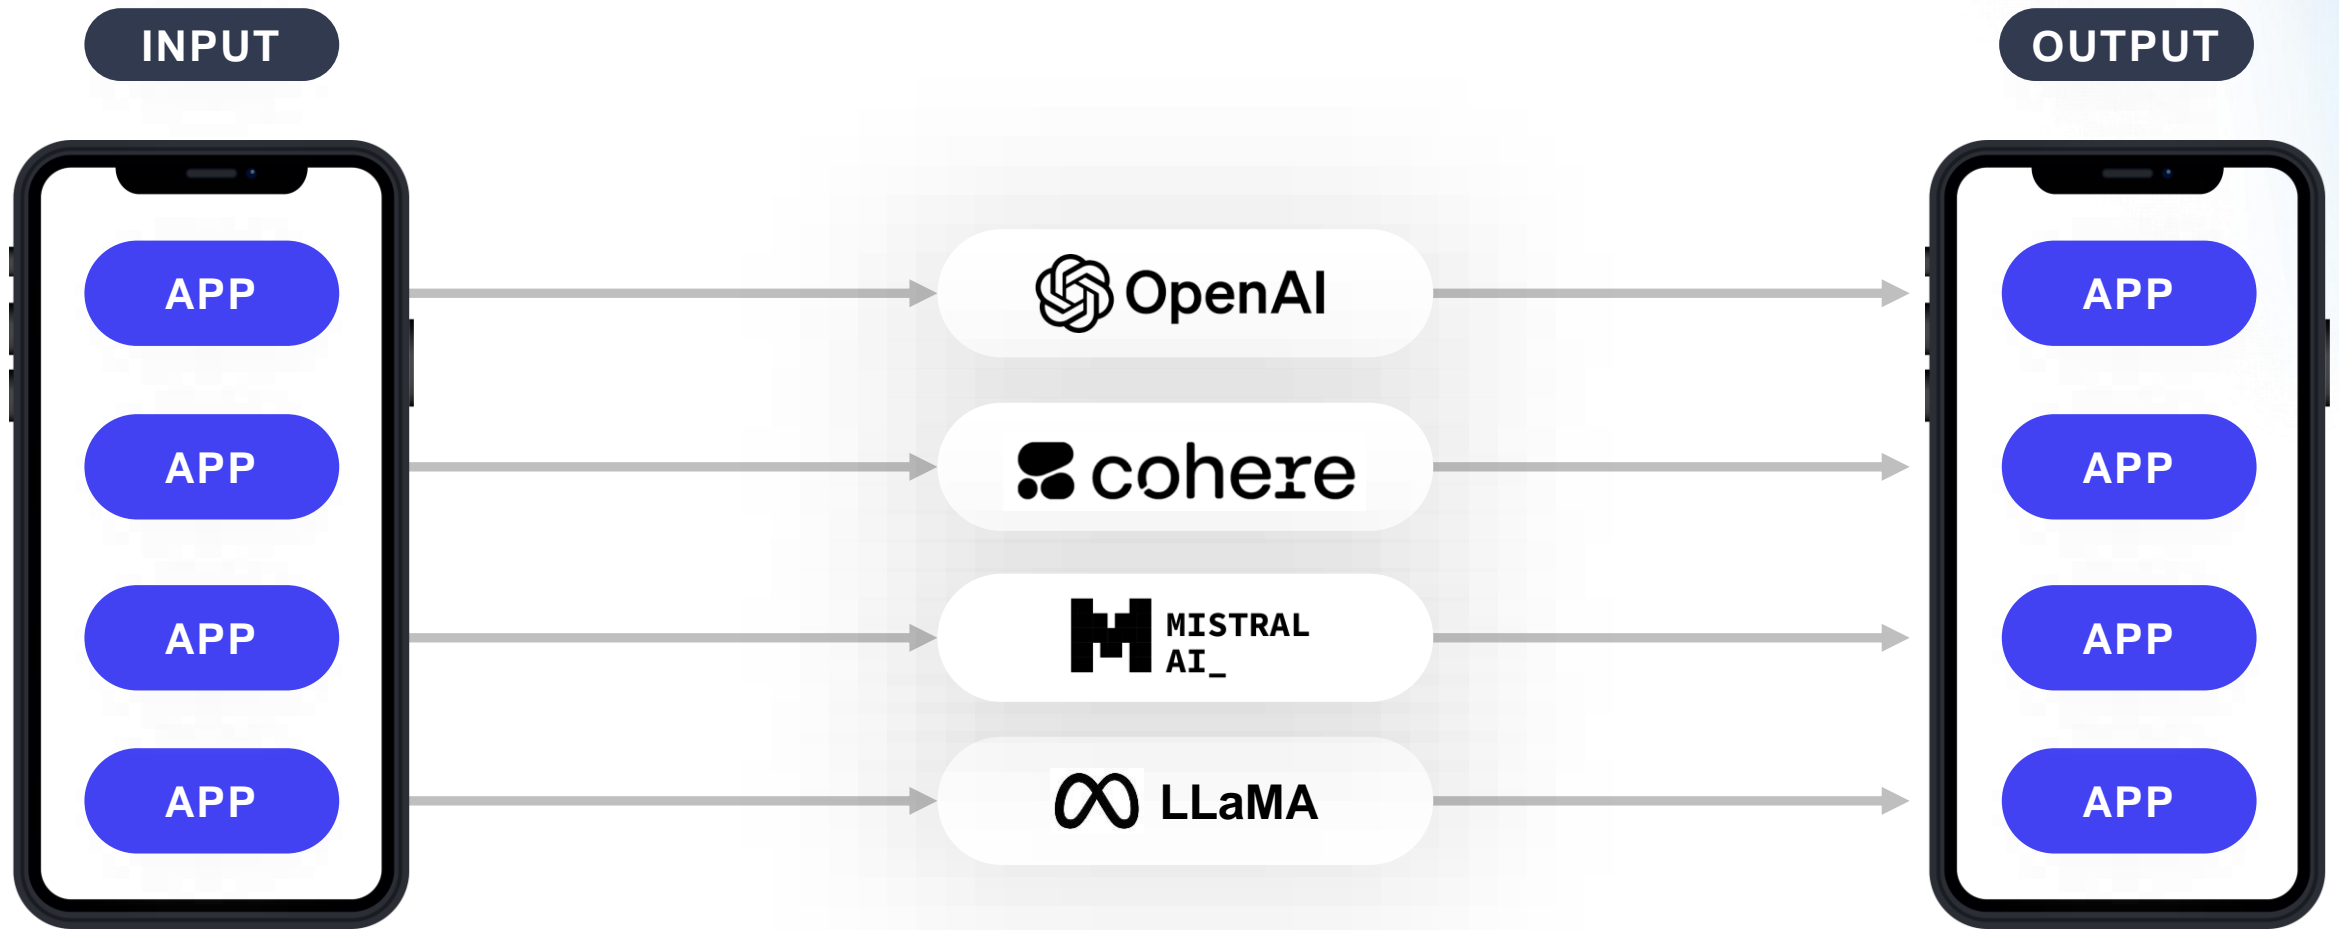 INPUT
OUTPUT
APP
OpenAI
APP
APP
cohere
APP
APP
MISTRAL
AI_
APP
APP
LLaMA
APP